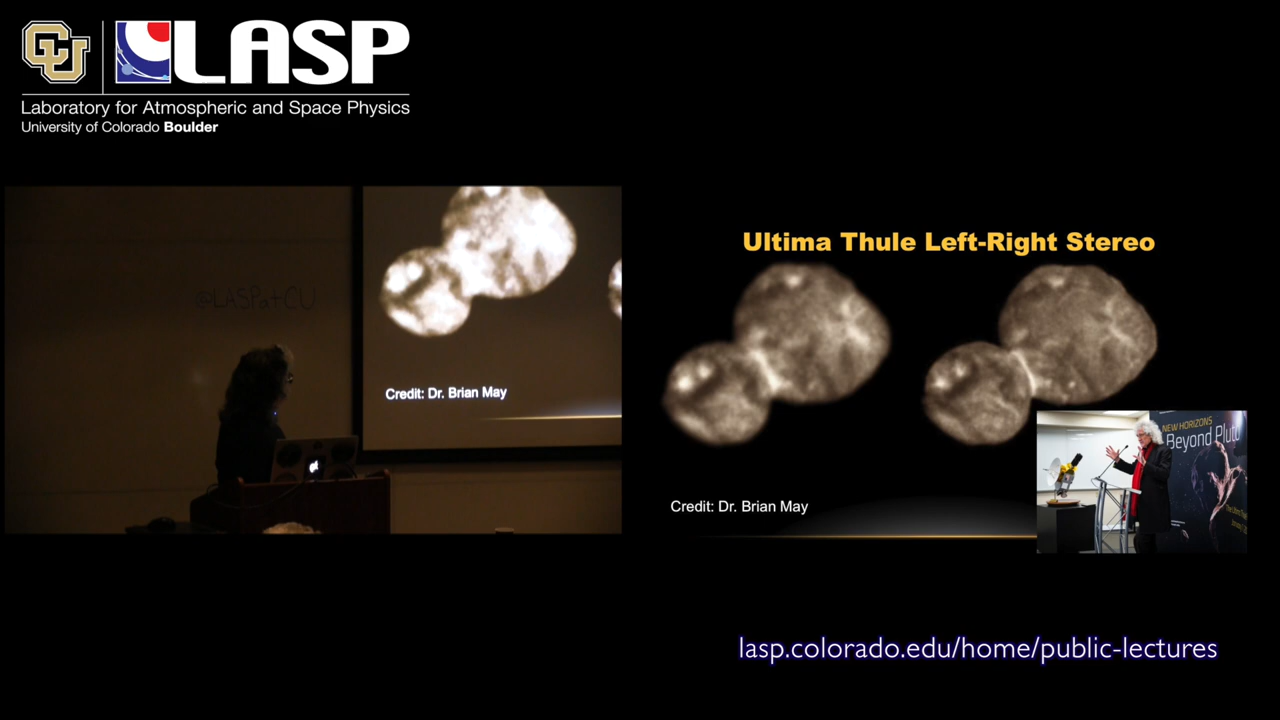 CU LASP
Laboratory for Atmospheric and Space Physics
University of Colorado Boulder
@LASPatCU
Credit: Dr. Brian May
Ultima Thule Left-Right Stereo
Credit: Dr. Brian May
NEW HORIZONS
Beyond Pluto
lasp.colorado.edu/home/public-lectures